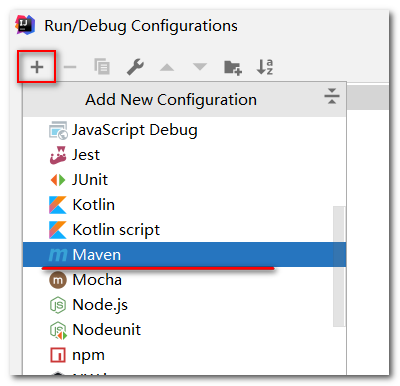 Run/Debug Configurations
Add New Configuration
JavaScript Debug
Jest
JUnit
Kotlin
Kotlin script
Maven
Mocha
Node.js
Nodeunit
npm